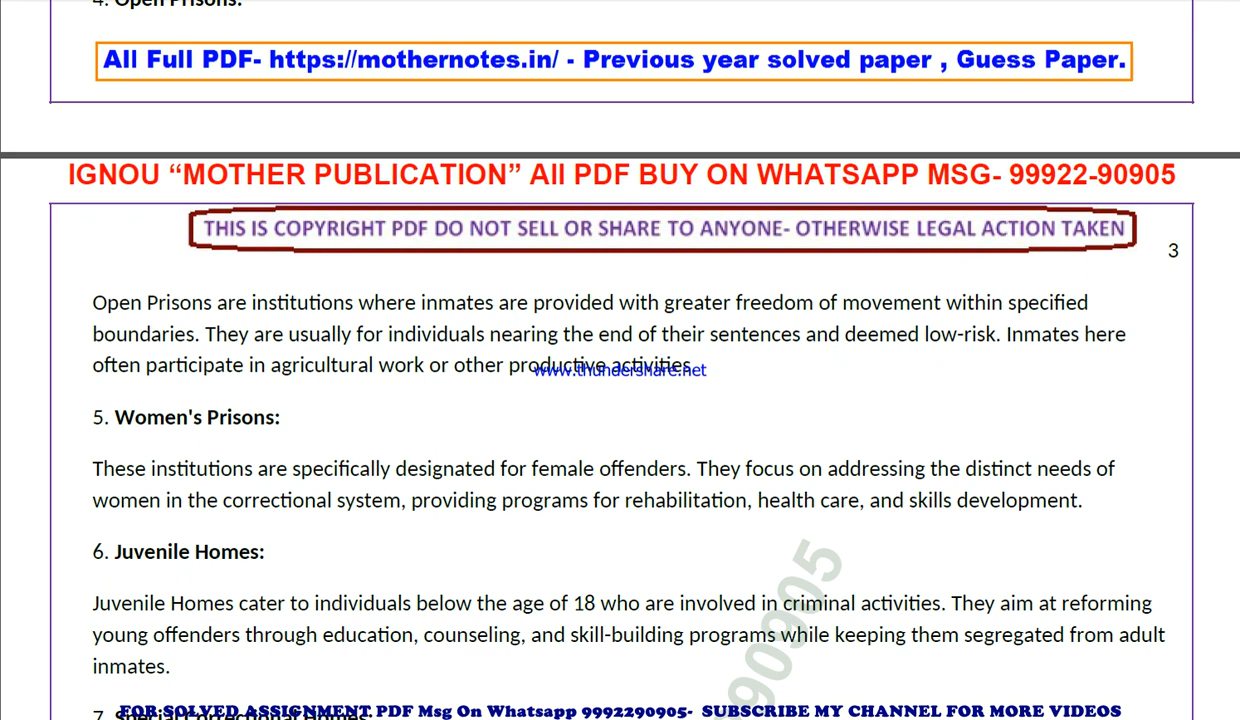 4. Open Prisons:
All Full PDF- https://mothernotes.in/ - Previous year solved paper , Guess Paper.
IGNOU “MOTHER PUBLICATION” All PDF BUY ON WHATSAPP MSG- 99922-90905
THIS IS COPYRIGHT PDF DO NOT SELL OR SHARE TO ANYONE- OTHERWISE LEGAL ACTION TAKEN
3
Open Prisons are institutions where inmates are provided with greater freedom of movement within specified
boundaries. They are usually for individuals nearing the end of their sentences and deemed low-risk. Inmates here
often participate in agricultural work or other productive activities.
www.thundershare.net
5. Women's Prisons:
These institutions are specifically designated for female offenders. They focus on addressing the distinct needs of
women in the correctional system, providing programs for rehabilitation, health care, and skills development.
6. Juvenile Homes:
Juvenile Homes cater to individuals below the age of 18 who are involved in criminal activities. They aim at reforming
young offenders through education, counseling, and skill-building programs while keeping them segregated from adult
inmates.
90905
7. Special Correctional Homes:
FOR SOLVED ASSIGNMENT PDF Msg On Whatsapp 9992290905- SUBSCRIBE MY CHANNEL FOR MORE VIDEOS